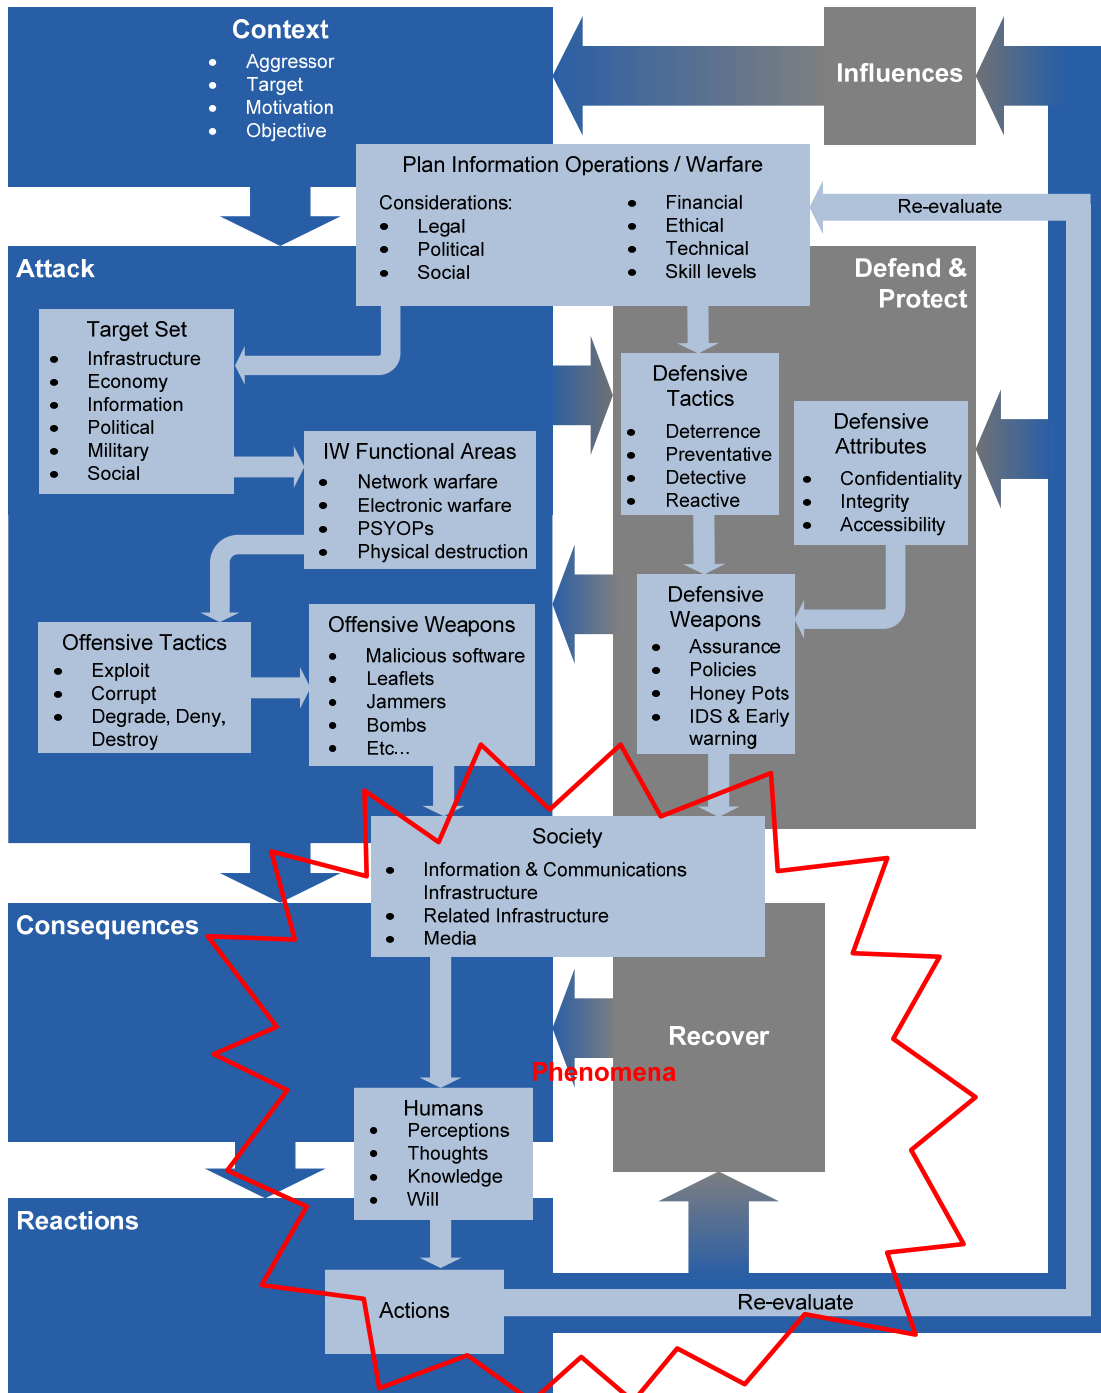 Context
• Aggressor
• Target
• Motivation
• Objective
Influences
Plan Information Operations / Warfare
Considerations:
• Legal
• Political
• Social
• Financial
• Ethical
• Technical
• Skill levels
Re-evaluate
Attack
Defend &
Protect
Target Set
• Infrastructure
• Economy
• Information
• Political
• Military
• Social
Defensive
Tactics
• Deterrence
• Preventative
• Detective
• Reactive
Defensive
Attributes
• Confidentiality
• Integrity
• Accessibility
IW Functional Areas
• Network warfare
• Electronic warfare
• PSYOPs
• Physical destruction
Defensive
Weapons
• Assurance
• Policies
• Honey Pots
• IDS & Early
warning
Offensive Tactics
• Exploit
• Corrupt
• Degrade, Deny,
Destroy
Offensive Weapons
• Malicious software
• Leaflets
• Jammers
• Bombs
• Etc...
Society
• Information & Communications
Infrastructure
• Related Infrastructure
• Media
Consequences
Recover
Phenomena
Humans
• Perceptions
• Thoughts
• Knowledge
• Will
Reactions
Actions
Re-evaluate